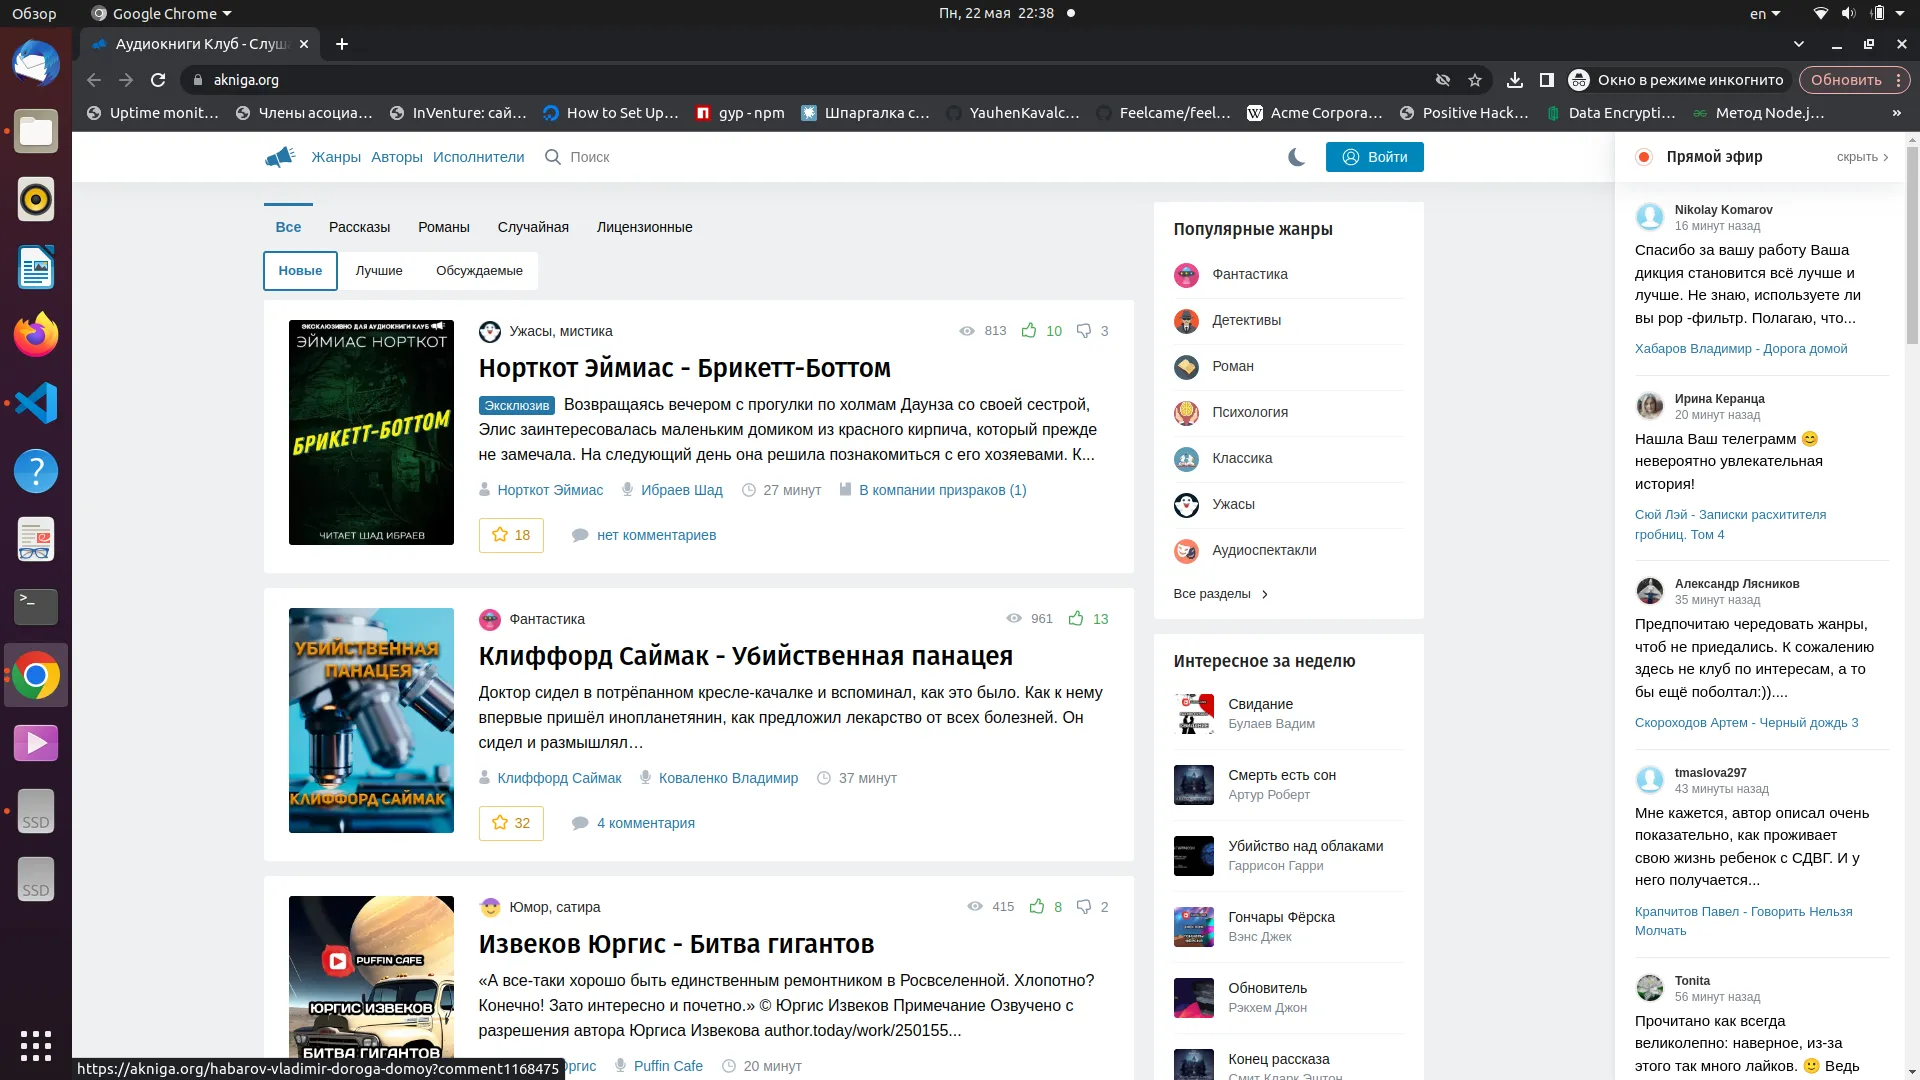 Обзор
Google Chrome
Пн, 22 мая 22:38
en
Аудиокниги Клуб - Слуш
akniga.org
Окно в режиме инкогнито
Обновить
Uptime monit…
Члены асоциа…
InVenture: сай…
How to Set Up…
gyp - npm
Шпаргалка с…
YauhenKavalc…
Feelcame/feel…
Acme Corpora…
Positive Hack…
Data Encrypti…
Метод Node.j…
»
Жанры
Авторы
Исполнители
Поиск
Войти
Все
Рассказы
Романы
Случайная
Лицензионные
Новые
Лучшие
Обсуждаемые
ЭКСКЛЮЗИВНО ДЛЯ АУДИОКНИГИ КЛУБ
ЭЙМИАС НОРТКОТ
БРИКЕТТ-БОТТОМ
ЧИТАЕТ ШАД ИБРАЕВ
Ужасы, мистика
813
10
3
Норткот Эймиас - Брикетт-Боттом
Эксклюзив Возвращаясь вечером с прогулки по холмам Даунза со своей сестрой,
Элис заинтересовалась маленьким домиком из красного кирпича, который прежде
не замечала. На следующий день она решила познакомиться с его хозяевами. К...
Норткот Эймиас
Ибраев Шад
27 минут
В компании призраков (1)
18
нет комментариев
УБИЙСТВЕННАЯ
ПАНАЦЕЯ
КЛИФФОРД САЙМАК
Фантастика
961
13
Клиффорд Саймак - Убийственная панацея
Доктор сидел в потрёпанном кресле-качалке и вспоминал, как это было. Как к нему
впервые пришёл инопланетянин, как предложил лекарство от всех болезней. Он
сидел и размышлял…
Клиффорд Саймак
Коваленко Владимир
37 минут
32
4 комментария
PUFFIN CAFE
ЮРГИС ИЗВЕКОВ
БИТВА ГИГАНТОВ
Юмор, сатира
415
8
2
Извеков Юргис - Битва гигантов
«А все-таки хорошо быть единственным ремонтником в Росвселенной. Хлопотно?
Конечно! Зато интересно и почетно.» © Юргис Извеков Примечание Озвучено с
разрешения автора Юргиса Извекова author.today/work/250155...
Юргис
Puffin Cafe
20 минут
Популярные жанры
Фантастика
Детективы
Роман
Психология
Классика
Ужасы
Аудиоспектакли
Все разделы
Интересное за неделю
Свидание
Булаев Вадим
Смерть есть сон
Артур Роберт
Убийство над облаками
Гаррисон Гарри
Гончары Фёрска
Вэнс Джек
Обновитель
Рэкхем Джон
Конец рассказа
Смит Кларк Эштон
Прямой эфир
скрыть
Nikolay Komarov
16 минут назад
Спасибо за вашу работу Ваша
дикция становится всё лучше и
лучше. Не знаю, используете ли
вы pop -фильтр. Полагаю, что...
Хабаров Владимир - Дорога домой
Ирина Керанца
20 минут назад
Нашла Ваш телеграмм 😊
невероятно увлекательная
история!
Сюй Лэй - Записки расхитителя
гробниц. Том 4
Александр Лясников
35 минут назад
Предпочитаю чередовать жанры,
чтоб не приедались. К сожалению
здесь не клуб по интересам, а то
бы ещё поболтал:))....
Скороходов Артем - Черный дождь 3
tmaslova297
43 минуты назад
Мне кажется, автор описал очень
показательно, как проживает
свою жизнь ребенок с СДВГ. И у
него получается...
Крапчитов Павел - Говорить Нельзя
Молчать
Tonita
56 минут назад
Прочитано как всегда
великолепно: наверное, из-за
этого так много лайков. 🙂 Ведь
SSD
SSD
https://akniga.org/habarov-vladimir-doroga-domoy?comment1168475